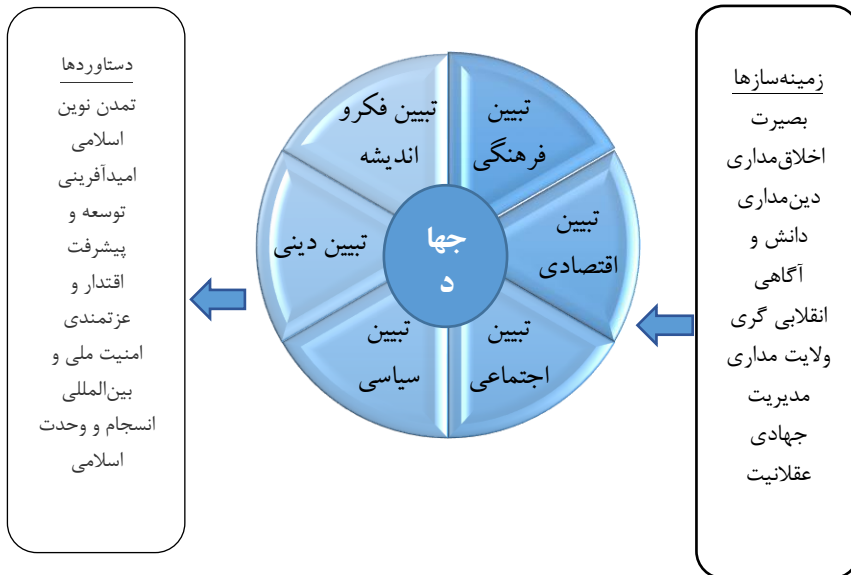 زمینه‌سازها
بصیرت
اخلاق‌مداری
دین‌مداری
دانش و
آگاهی
انقلابی گری
ولایت مداری
مدیریت
جهادی
عقلانیت
تبیین
فرهنگی
تبیین
اقتصادی
تبیین
اجتماعی
تبیین
سیاسی
تبیین دینی
تبیین فکر و
اندیشه
جها
د
دستاوردها
تمدن نوین
اسلامی
امیدآفرینی
توسعه و
پیشرفت
اقتدار و
عزتمندی
امنیت ملی و
بین‌المللی
انسجام و وحدت
اسلامی